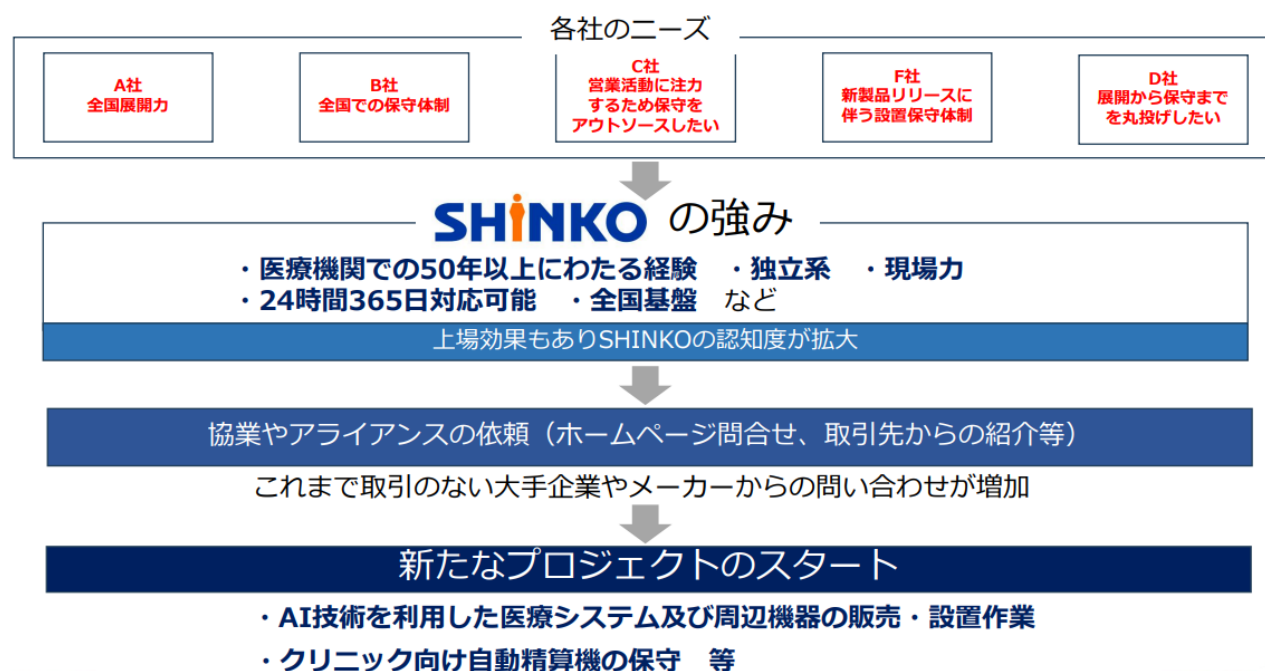 各社のニーズ
A社
全国展開力
B社
全国での保守体制
C社
営業活動に注力
するため保守を
アウトソースしたい
F社
新製品リリースに
伴う設置保守体制
D社
展開から保守まで
を丸投げしたい
SHiNKO の強み
・医療機関での50年以上にわたる経験　・独立系　・現場力
・24時間365日対応可能　・全国基盤　など
上場効果もありSHINKOの認知度が拡大
協業やアライアンスの依頼（ホームページ問合せ、取引先からの紹介等）
これまで取引のない大手企業やメーカーからの問い合わせが増加
新たなプロジェクトのスタート
・AI技術を利用した医療システム及び周辺機器の販売・設置作業
・クリニック向け自動精算機の保守　等